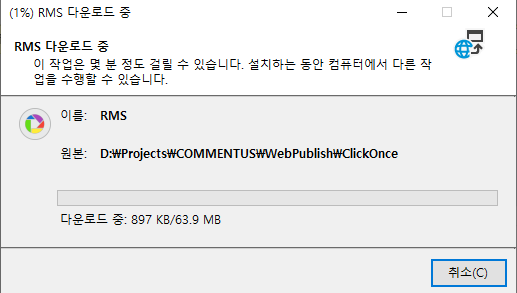 (1%) RMS 다운로드 중
RMS 다운로드 중
이 작업은 몇 분 정도 걸릴 수 있습니다. 설치하는 동안 컴퓨터에서 다른 작
업을 수행할 수 있습니다.
이름: RMS
원본: D:₩Projects₩COMMENTUS₩WebPublish₩ClickOnce
다운로드 중: 897 KB/63.9 MB
취소(C)